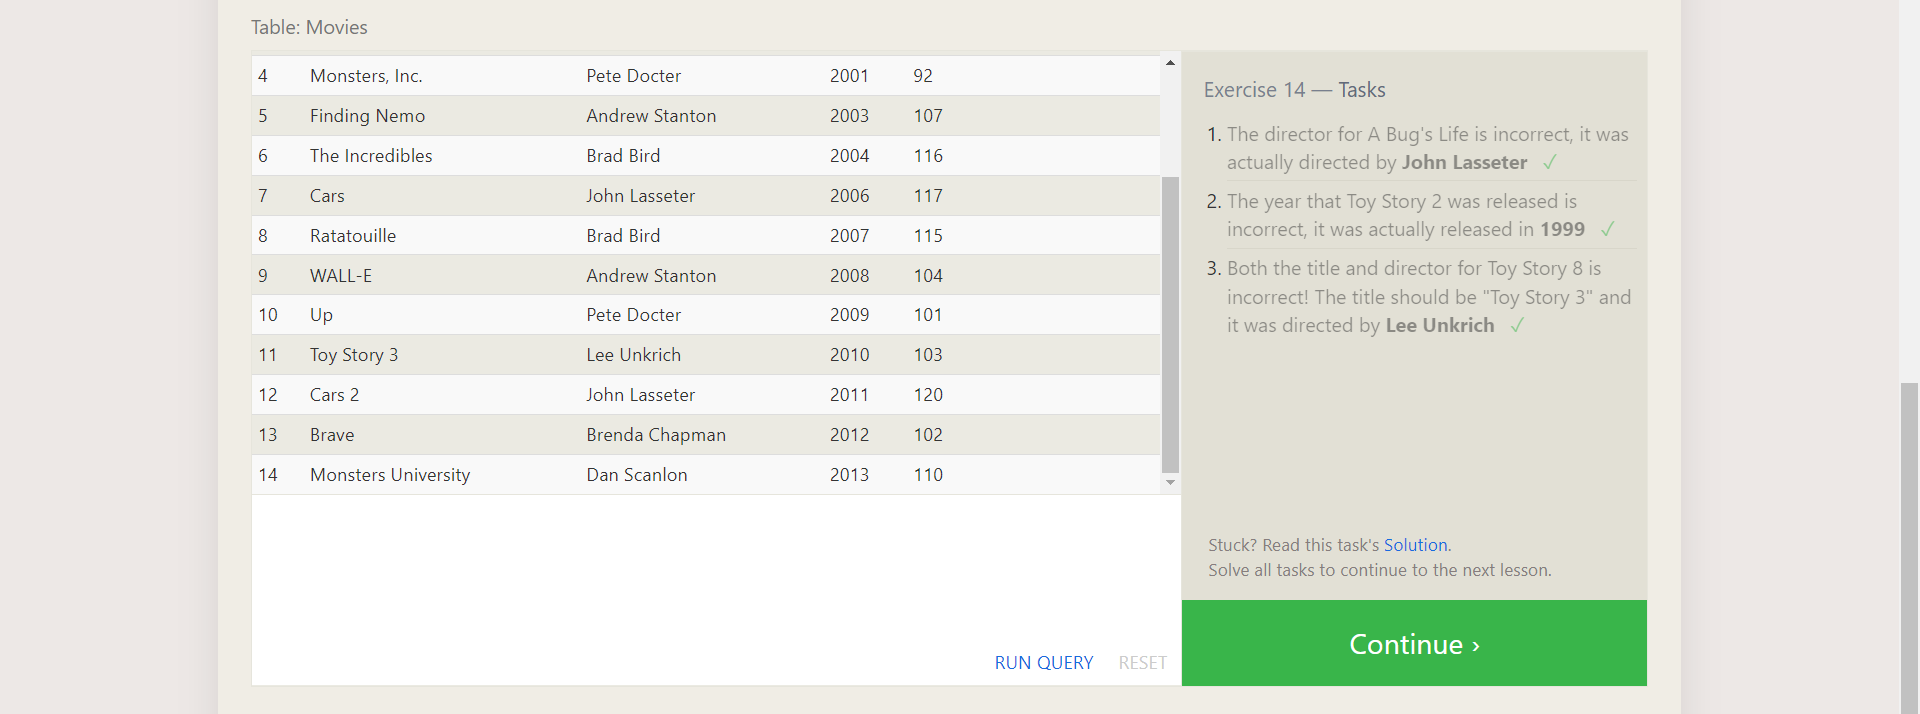 Table: Movies
4 Monsters, Inc. Pete Docter 2001 92
5 Finding Nemo Andrew Stanton 2003 107
6 The Incredibles Brad Bird 2004 116
7 Cars John Lasseter 2006 117
8 Ratatouille Brad Bird 2007 115
9 WALL-E Andrew Stanton 2008 104
10 Up Pete Docter 2009 101
11 Toy Story 3 Lee Unkrich 2010 103
12 Cars 2 John Lasseter 2011 120
13 Brave Brenda Chapman 2012 102
14 Monsters University Dan Scanlon 2013 110
RUN QUERY RESET
Exercise 14 — Tasks
1. The director for A Bug's Life is incorrect, it was
actually directed by John Lasseter ✓
2. The year that Toy Story 2 was released is
incorrect, it was actually released in 1999 ✓
3. Both the title and director for Toy Story 8 is
incorrect! The title should be "Toy Story 3" and
it was directed by Lee Unkrich ✓
Stuck? Read this task's Solution.
Solve all tasks to continue to the next lesson.
Continue ›